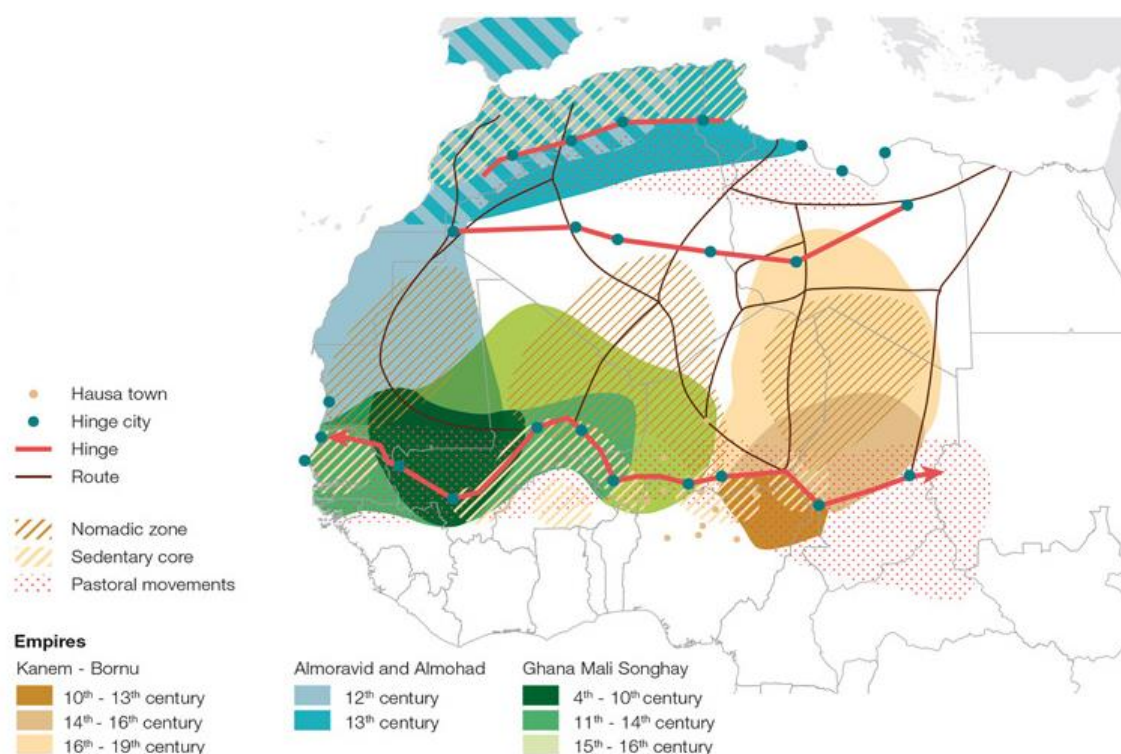 Hausa town
Hinge city
Hinge
Route
Nomadic zone
Sedentary core
Pastoral movements
Empires
Kanem - Bornu
10th - 13th century
14th - 16th century
16th - 19th century
Almoravid and Almohad
12th century
13th century
Ghana Mali Songhay
4th - 10th century
11th - 14th century
15th - 16th century